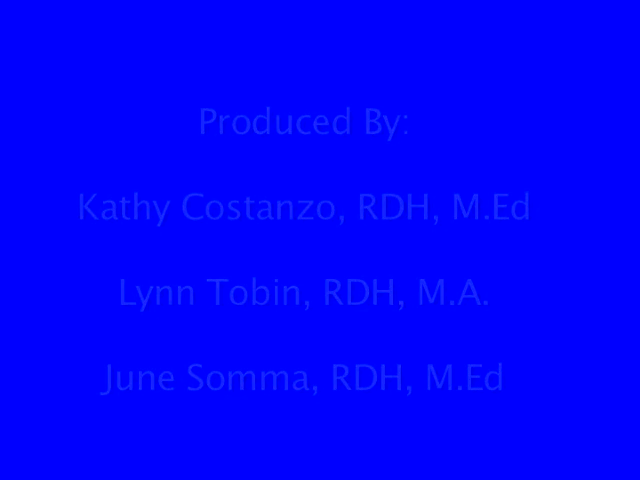 Produced By:
Kathy Costanzo, RDH, M.Ed
Lynn Tobin, RDH, M.A.
June Somma, RDH, M.Ed